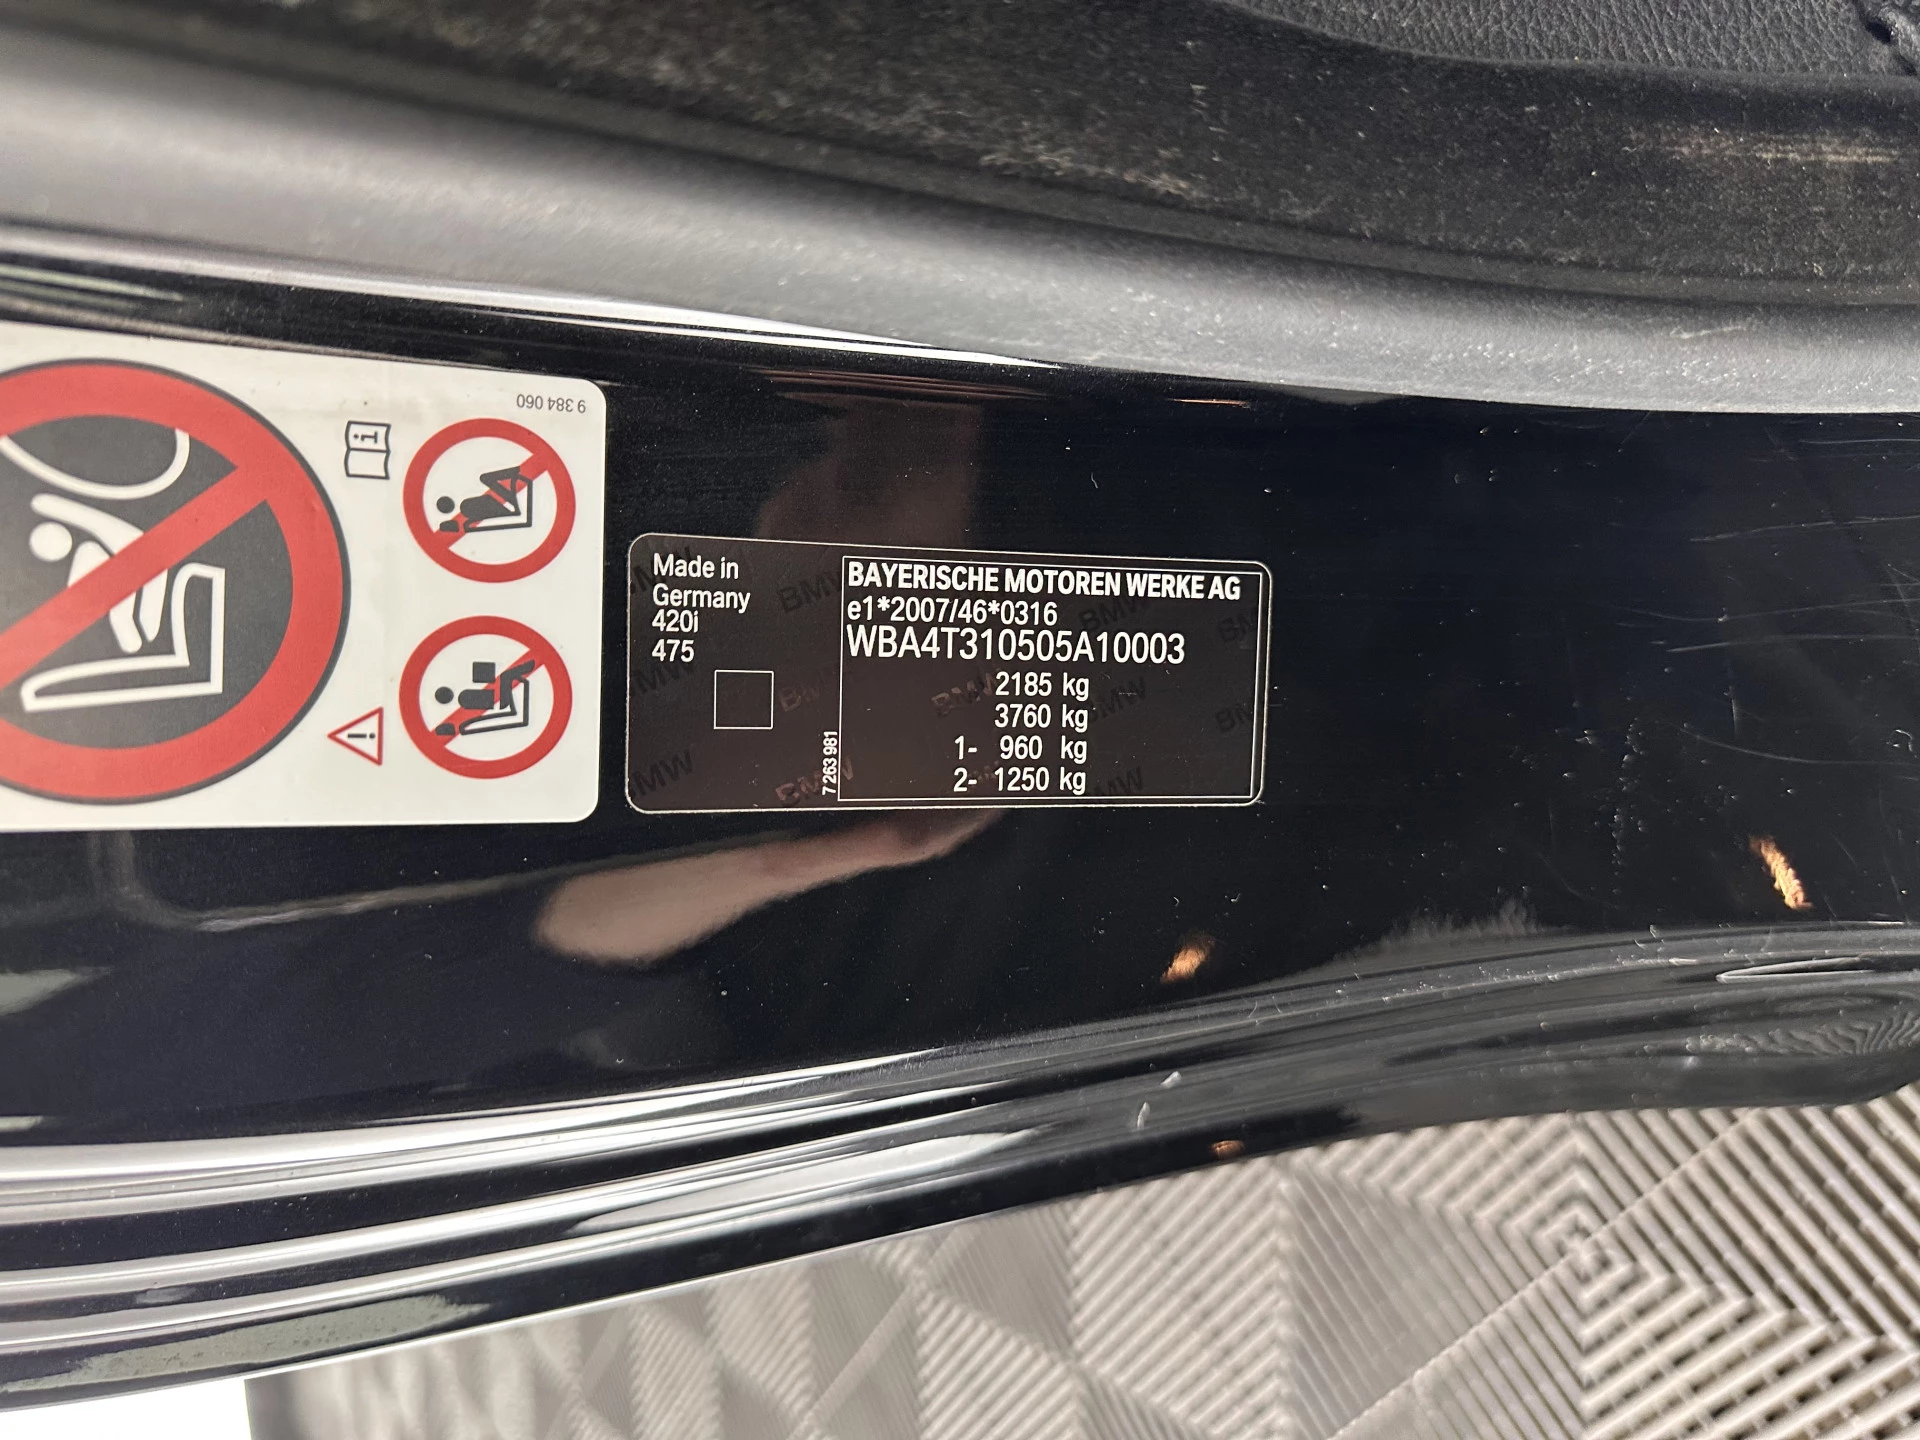 9 384 060
Made in
Germany
420i
475
7 263 981
BAYERISCHE MOTOREN WERKE AG
e1*2007/46*0316
WBA4T310505A10003
2185 kg
3760 kg
1- 960 kg
2- 1250 kg